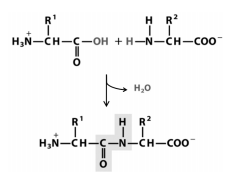 R¹ H R²
H₃N⁺—CH—C—OH + H—N—CH—COO⁻
O
H₂O
R¹ H R²
H₃N⁺—CH—C—N—CH—COO⁻
O